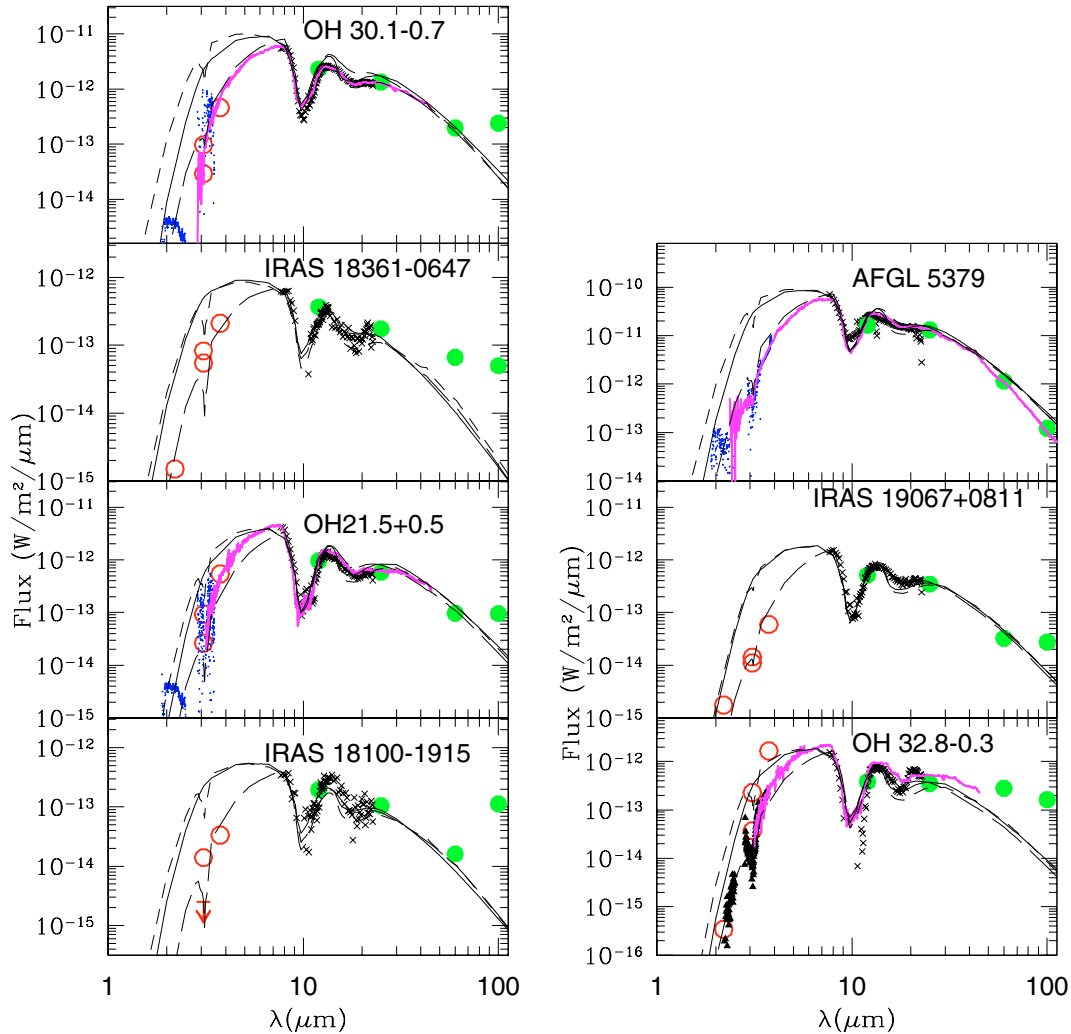 OH 30.1-0.7
10⁻¹¹
10⁻¹²
10⁻¹³
10⁻¹⁴
IRAS 18361-0647
10⁻¹²
10⁻¹³
10⁻¹⁴
10⁻¹⁵
OH21.5+0.5
10⁻¹¹
10⁻¹²
10⁻¹³
10⁻¹⁴
10⁻¹⁵
IRAS 18100-1915
10⁻¹²
10⁻¹³
10⁻¹⁴
10⁻¹⁵
Flux (W/m²/μm)
1 10 100
λ(μm)
AFGL 5379
10⁻¹⁰
10⁻¹¹
10⁻¹²
10⁻¹³
10⁻¹⁴
IRAS 19067+0811
10⁻¹¹
10⁻¹²
10⁻¹³
10⁻¹⁴
10⁻¹⁵
OH 32.8-0.3
10⁻¹²
10⁻¹³
10⁻¹⁴
10⁻¹⁵
10⁻¹⁶
Flux (W/m²/μm)
1 10 100
λ(μm)